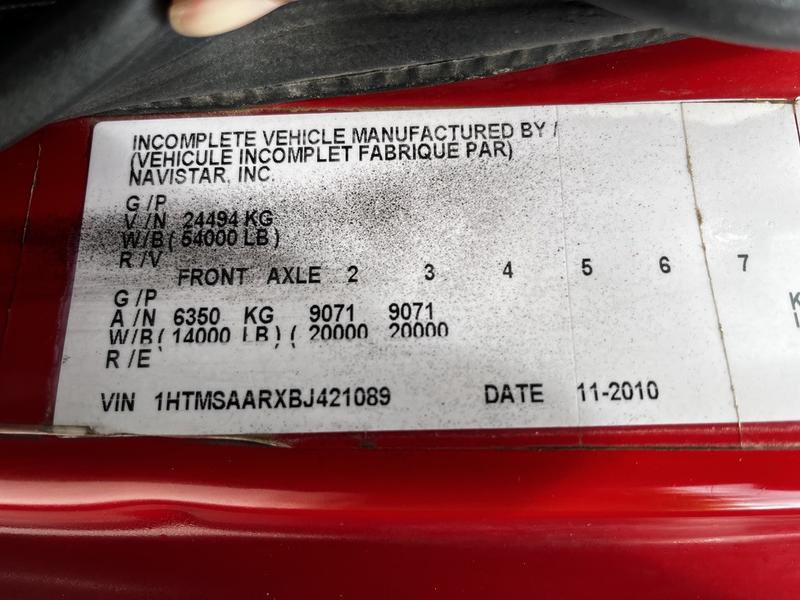 INCOMPLETE VEHICLE MANUFACTURED BY /
(VEHICULE INCOMPLET FABRIQUE PAR)
NAVISTAR, INC.
G /P
V /N 24494 KG
W/B ( 54000 LB )
R /V
FRONT AXLE 2 3 4 5 6 7
G /P
A /N 6350 KG 9071 9071
W/B ( 14000 LB ) ( 20000 20000
R /E
VIN 1HTMSAARXBJ421089 DATE 11-2010